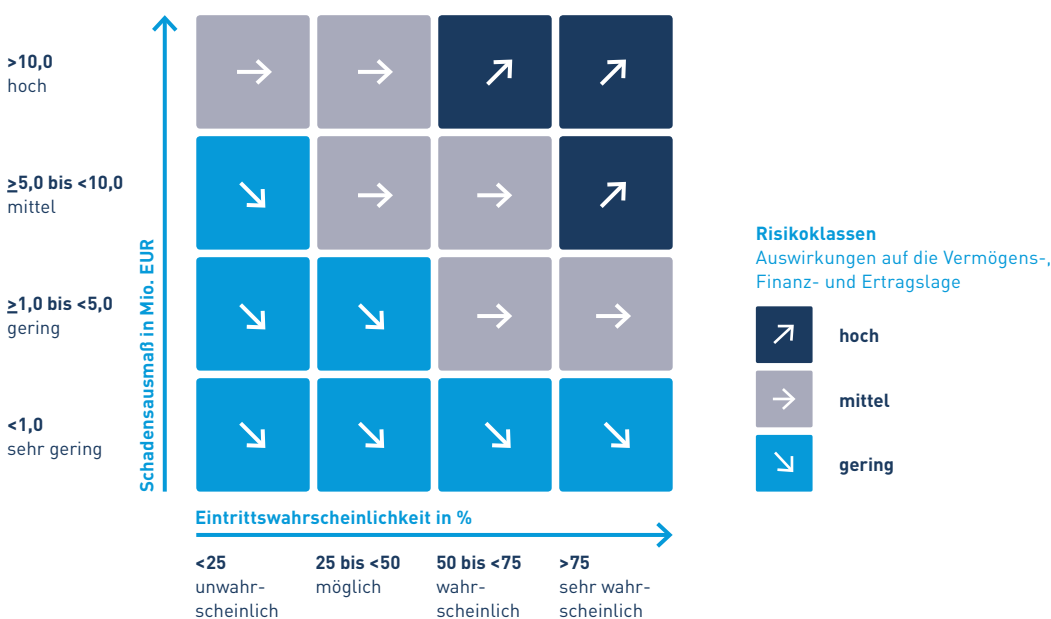 >10,0
hoch
≥5,0 bis <10,0
mittel
≥1,0 bis <5,0
gering
<1,0
sehr gering
Schadensausmaß in Mio. EUR
Eintrittswahrscheinlichkeit in %
<25
unwahr-
scheinlich
25 bis <50
möglich
50 bis <75
wahr-
scheinlich
>75
sehr wahr-
scheinlich
Risikoklassen
Auswirkungen auf die Vermögens-,
Finanz- und Ertragslage
hoch
mittel
gering